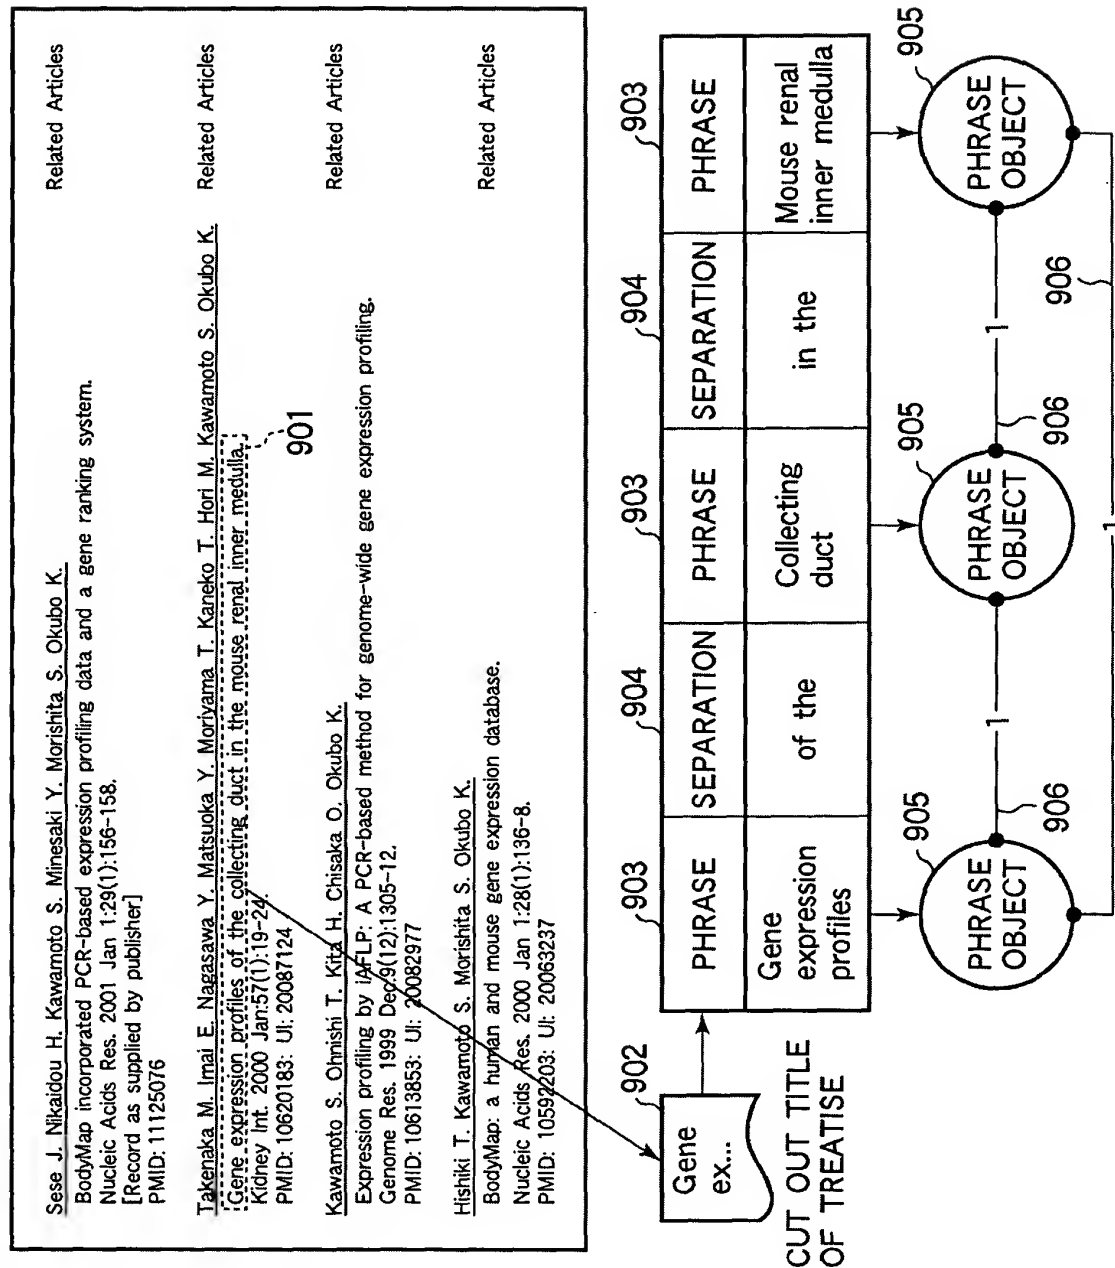 Sese J. Nikaidou H. Kawamoto S. Minesaki Y. Morishita S. Okubo K.
Related Articles
BodyMap incorporated PCR-based expression profiling data and a gene ranking system.
Nucleic Acids Res. 2001 Jan 1:29(1):156-158.
[Record as supplied by publisher]
PMID: 11125076
Takenaka M. Imai E. Nagasawa Y. Matsuoka Y. Moriyama T. Kaneko T. Hori M. Kawamoto S. Okubo K.
Related Articles
Gene expression profiles of the collecting duct in the mouse renal inner medulla.
Kidney Int. 2000 Jan:57(1):19-24.
PMID: 10620183: UI: 20087124
901
Kawamoto S. Ohnishi T. Kita H. Chisaka O. Okubo K.
Related Articles
Expression profiling by iAFLP: A PCR-based method for genome-wide gene expression profiling.
Genome Res. 1999 Dec:9(12):1305-12.
PMID: 10613853: UI: 20082977
Hishiki T. Kawamoto S. Morishita S. Okubo K.
Related Articles
BodyMap: a human and mouse gene expression database.
Nucleic Acids Res. 2000 Jan 1:28(1):136-8.
PMID: 10592203: UI: 20063237
902
Gene
ex...
CUT OUT TITLE
OF TREATISE
903
904
903
904
903
PHRASE
SEPARATION
PHRASE
SEPARATION
PHRASE
Gene
expression
profiles
of the
Collecting
duct
in the
Mouse renal
inner medulla
905
905
905
PHRASE
OBJECT
PHRASE
OBJECT
PHRASE
OBJECT
1
1
906
906
906
1